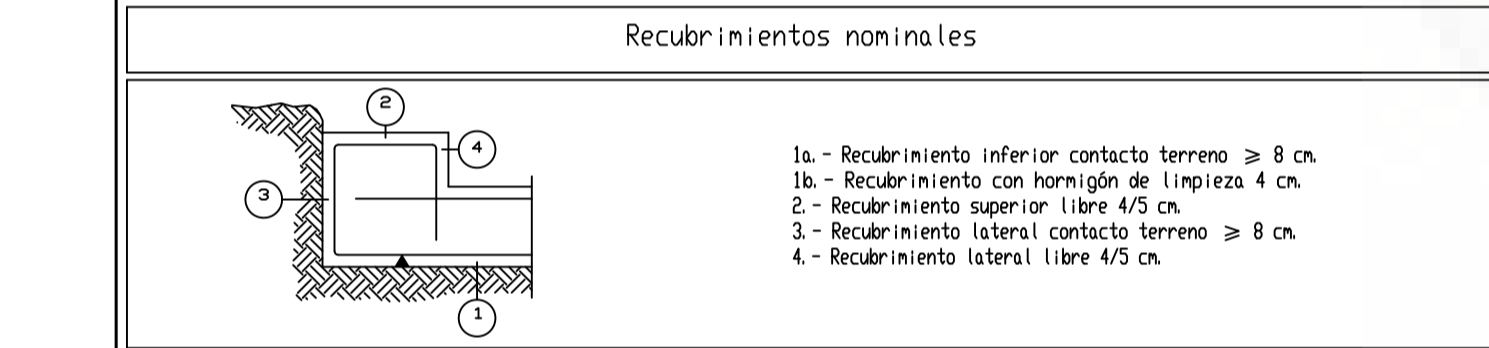 Recubrimientos nominales
2
4
3
1
1a.- Recubrimiento inferior contacto terreno ⩾ 8 cm.
1b.- Recubrimiento con hormigón de limpieza 4 cm.
2.- Recubrimiento superior libre 4/5 cm.
3.- Recubrimiento lateral contacto terreno ⩾ 8 cm.
4.- Recubrimiento lateral libre 4/5 cm.